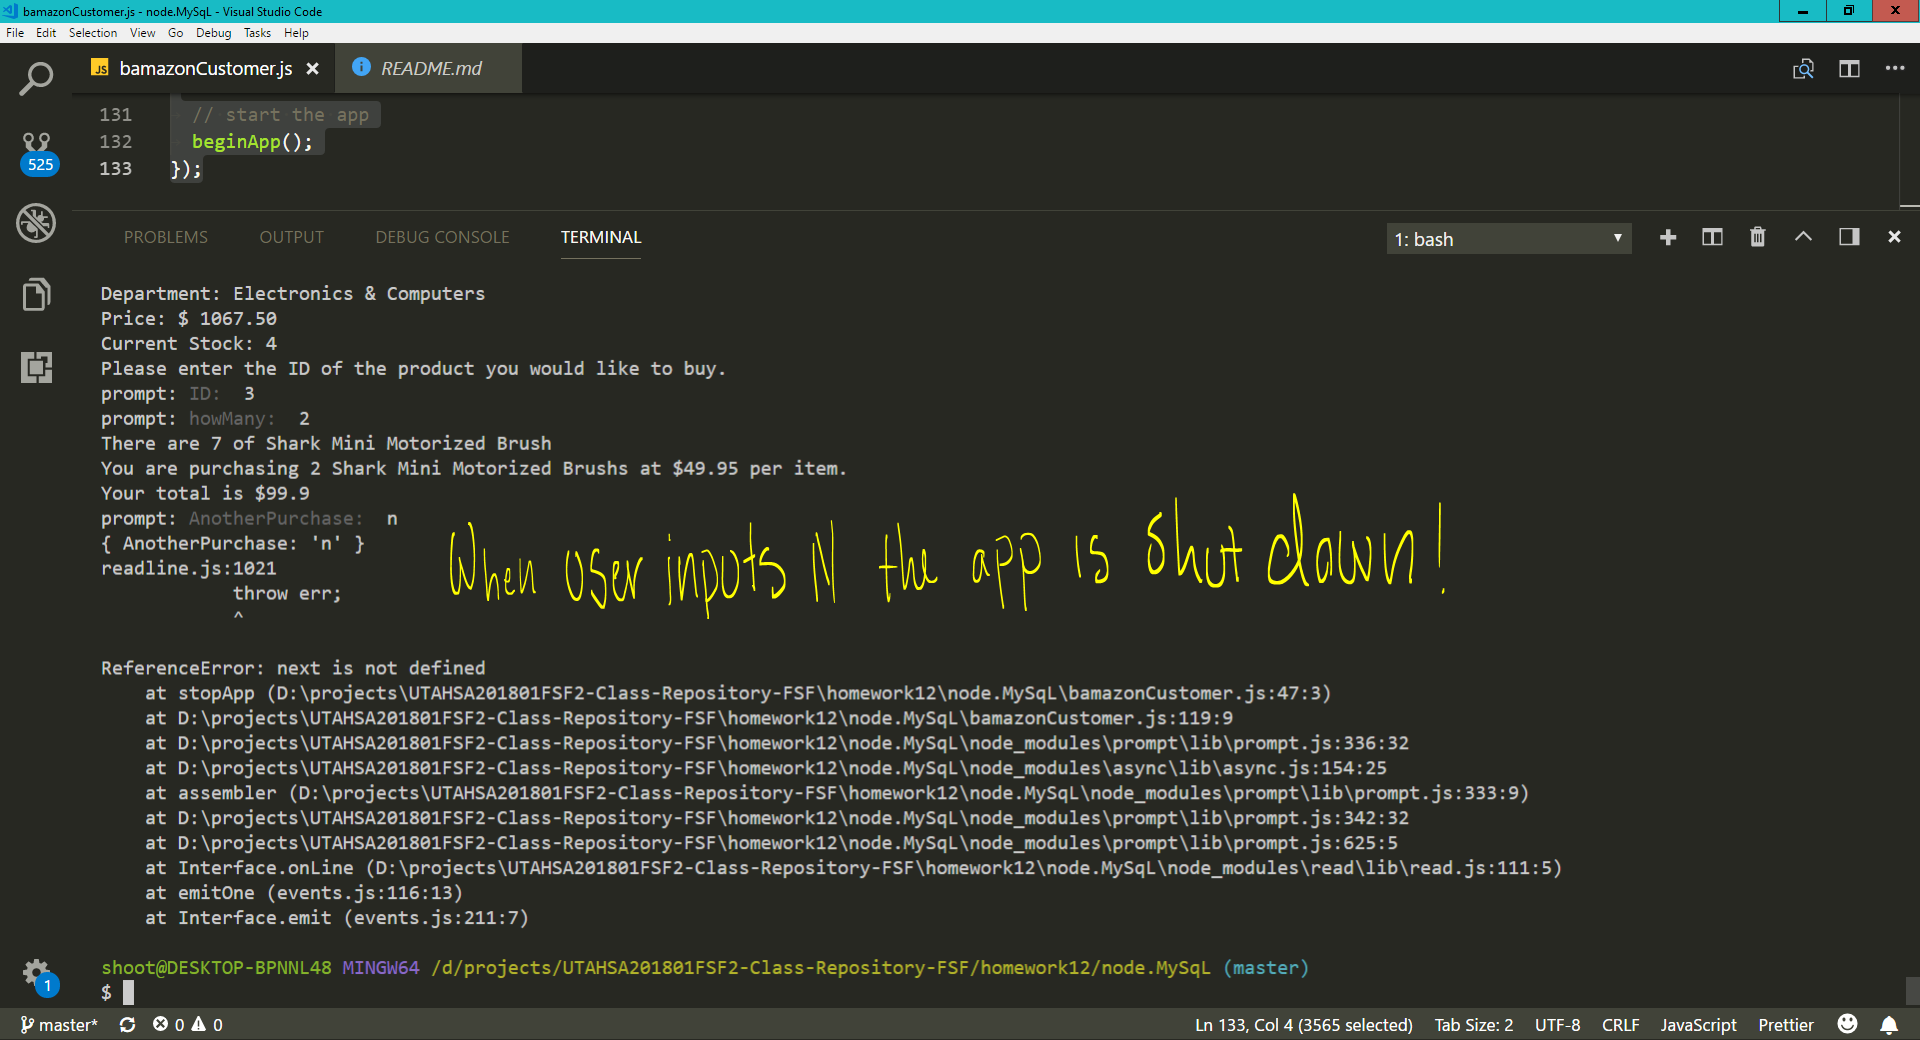 bamazonCustomer.js - node.MySqL - Visual Studio Code
File Edit Selection View Go Debug Tasks Help
JS bamazonCustomer.js × README.md
131 // start the app
132 beginApp();
133 });
525
PROBLEMS OUTPUT DEBUG CONSOLE TERMINAL 1: bash
Department: Electronics & Computers
Price: $ 1067.50
Current Stock: 4
Please enter the ID of the product you would like to buy.
prompt: ID:  3
prompt: howMany:  2
There are 7 of Shark Mini Motorized Brush
You are purchasing 2 Shark Mini Motorized Brushs at $49.95 per item.
Your total is $99.9
prompt: AnotherPurchase:  n
{ AnotherPurchase: 'n' }
When user inputs N the app is shut down!
readline.js:1021
throw err;
^
ReferenceError: next is not defined
at stopApp (D:\projects\UTAHSA201801FSF2-Class-Repository-FSF\homework12\node.MySqL\bamazonCustomer.js:47:3)
at D:\projects\UTAHSA201801FSF2-Class-Repository-FSF\homework12\node.MySqL\bamazonCustomer.js:119:9
at D:\projects\UTAHSA201801FSF2-Class-Repository-FSF\homework12\node.MySqL\node_modules\prompt\lib\prompt.js:336:32
at D:\projects\UTAHSA201801FSF2-Class-Repository-FSF\homework12\node.MySqL\node_modules\async\lib\async.js:154:25
at assembler (D:\projects\UTAHSA201801FSF2-Class-Repository-FSF\homework12\node.MySqL\node_modules\prompt\lib\prompt.js:333:9)
at D:\projects\UTAHSA201801FSF2-Class-Repository-FSF\homework12\node.MySqL\node_modules\prompt\lib\prompt.js:342:32
at D:\projects\UTAHSA201801FSF2-Class-Repository-FSF\homework12\node.MySqL\node_modules\prompt\lib\prompt.js:625:5
at Interface.onLine (D:\projects\UTAHSA201801FSF2-Class-Repository-FSF\homework12\node.MySqL\node_modules\read\lib\read.js:111:5)
at emitOne (events.js:116:13)
at Interface.emit (events.js:211:7)
shoot@DESKTOP-BPNNL48 MINGW64 /d/projects/UTAHSA201801FSF2-Class-Repository-FSF/homework12/node.MySqL (master)
$
1
master* 0 0 Ln 133, Col 4 (3565 selected) Tab Size: 2 UTF-8 CRLF JavaScript Prettier